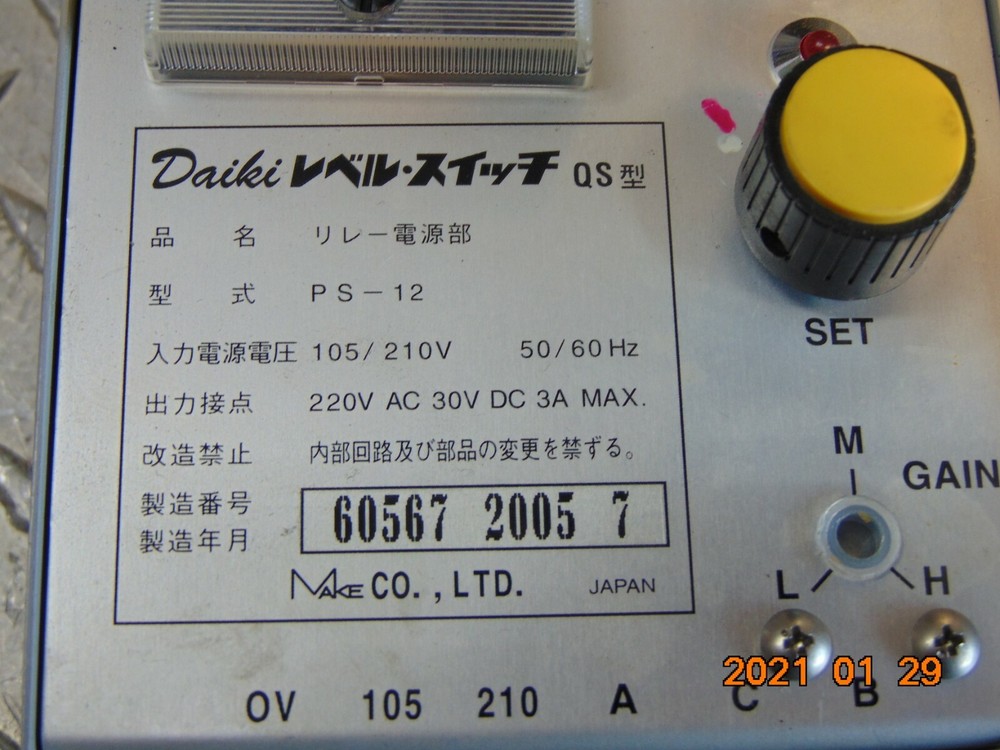 Daiki レベル・スイッチ QS型
品 名 リレー電源部
型 式 PS-12
入力電源電圧 105/210V 50/60Hz
出力接点 220V AC 30V DC 3A MAX.
改造禁止 内部回路及び部品の変更を禁ずる。
製造番号
製造年月
60567 2005 7
MAKE CO., LTD. JAPAN
SET
M
GAIN
L H
OV 105 210 A C B
2021 01 29